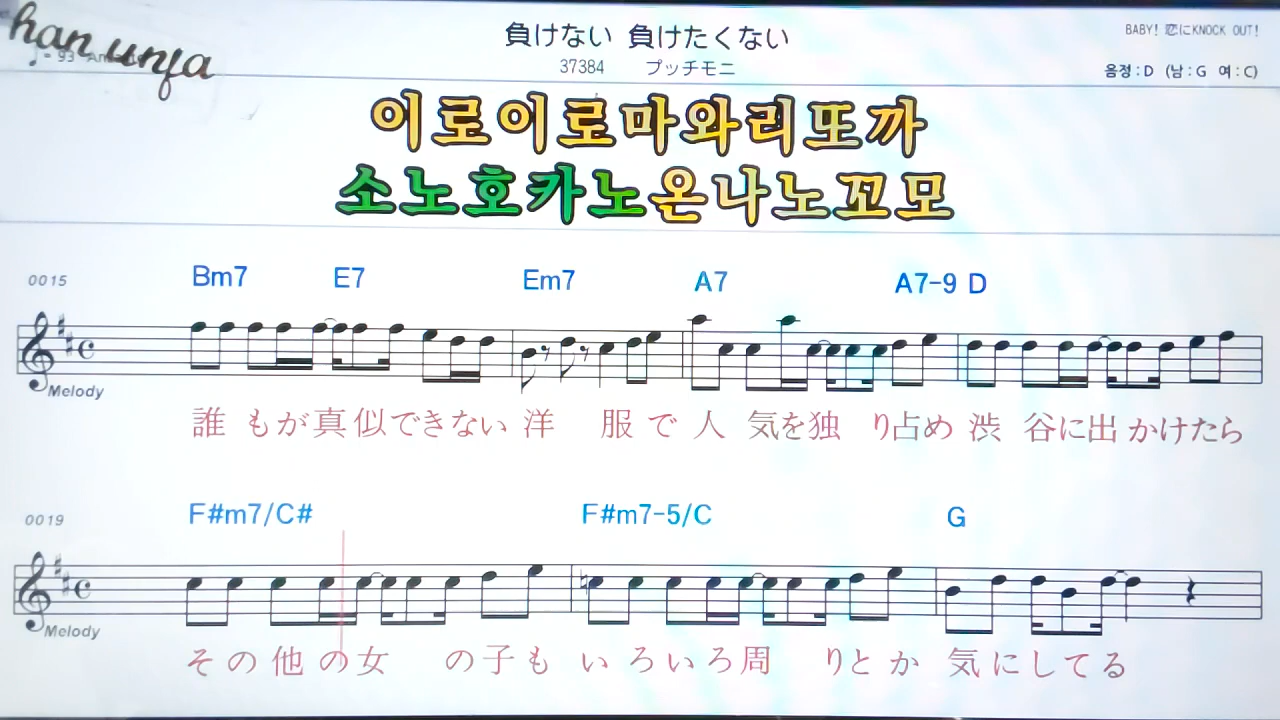 han unja
負けない 負けたくない
BABY! 恋にKNOCK OUT!
♩= 93
37384 プッチモニ
음정 : D (남 : G 여 : C)
이로이로마와리또까
소노호카노온나노꼬모
0015
Bm7 E7 Em7 A7 A7-9 D
Melody
誰 もが真似できない 洋 服 で 人 気を独 り占め 渋 谷に出 かけたら
0019
F#m7/C# F#m7-5/C G
Melody
そ の 他 の女 の子 も い ろいろ周 りと か 気 に し て る